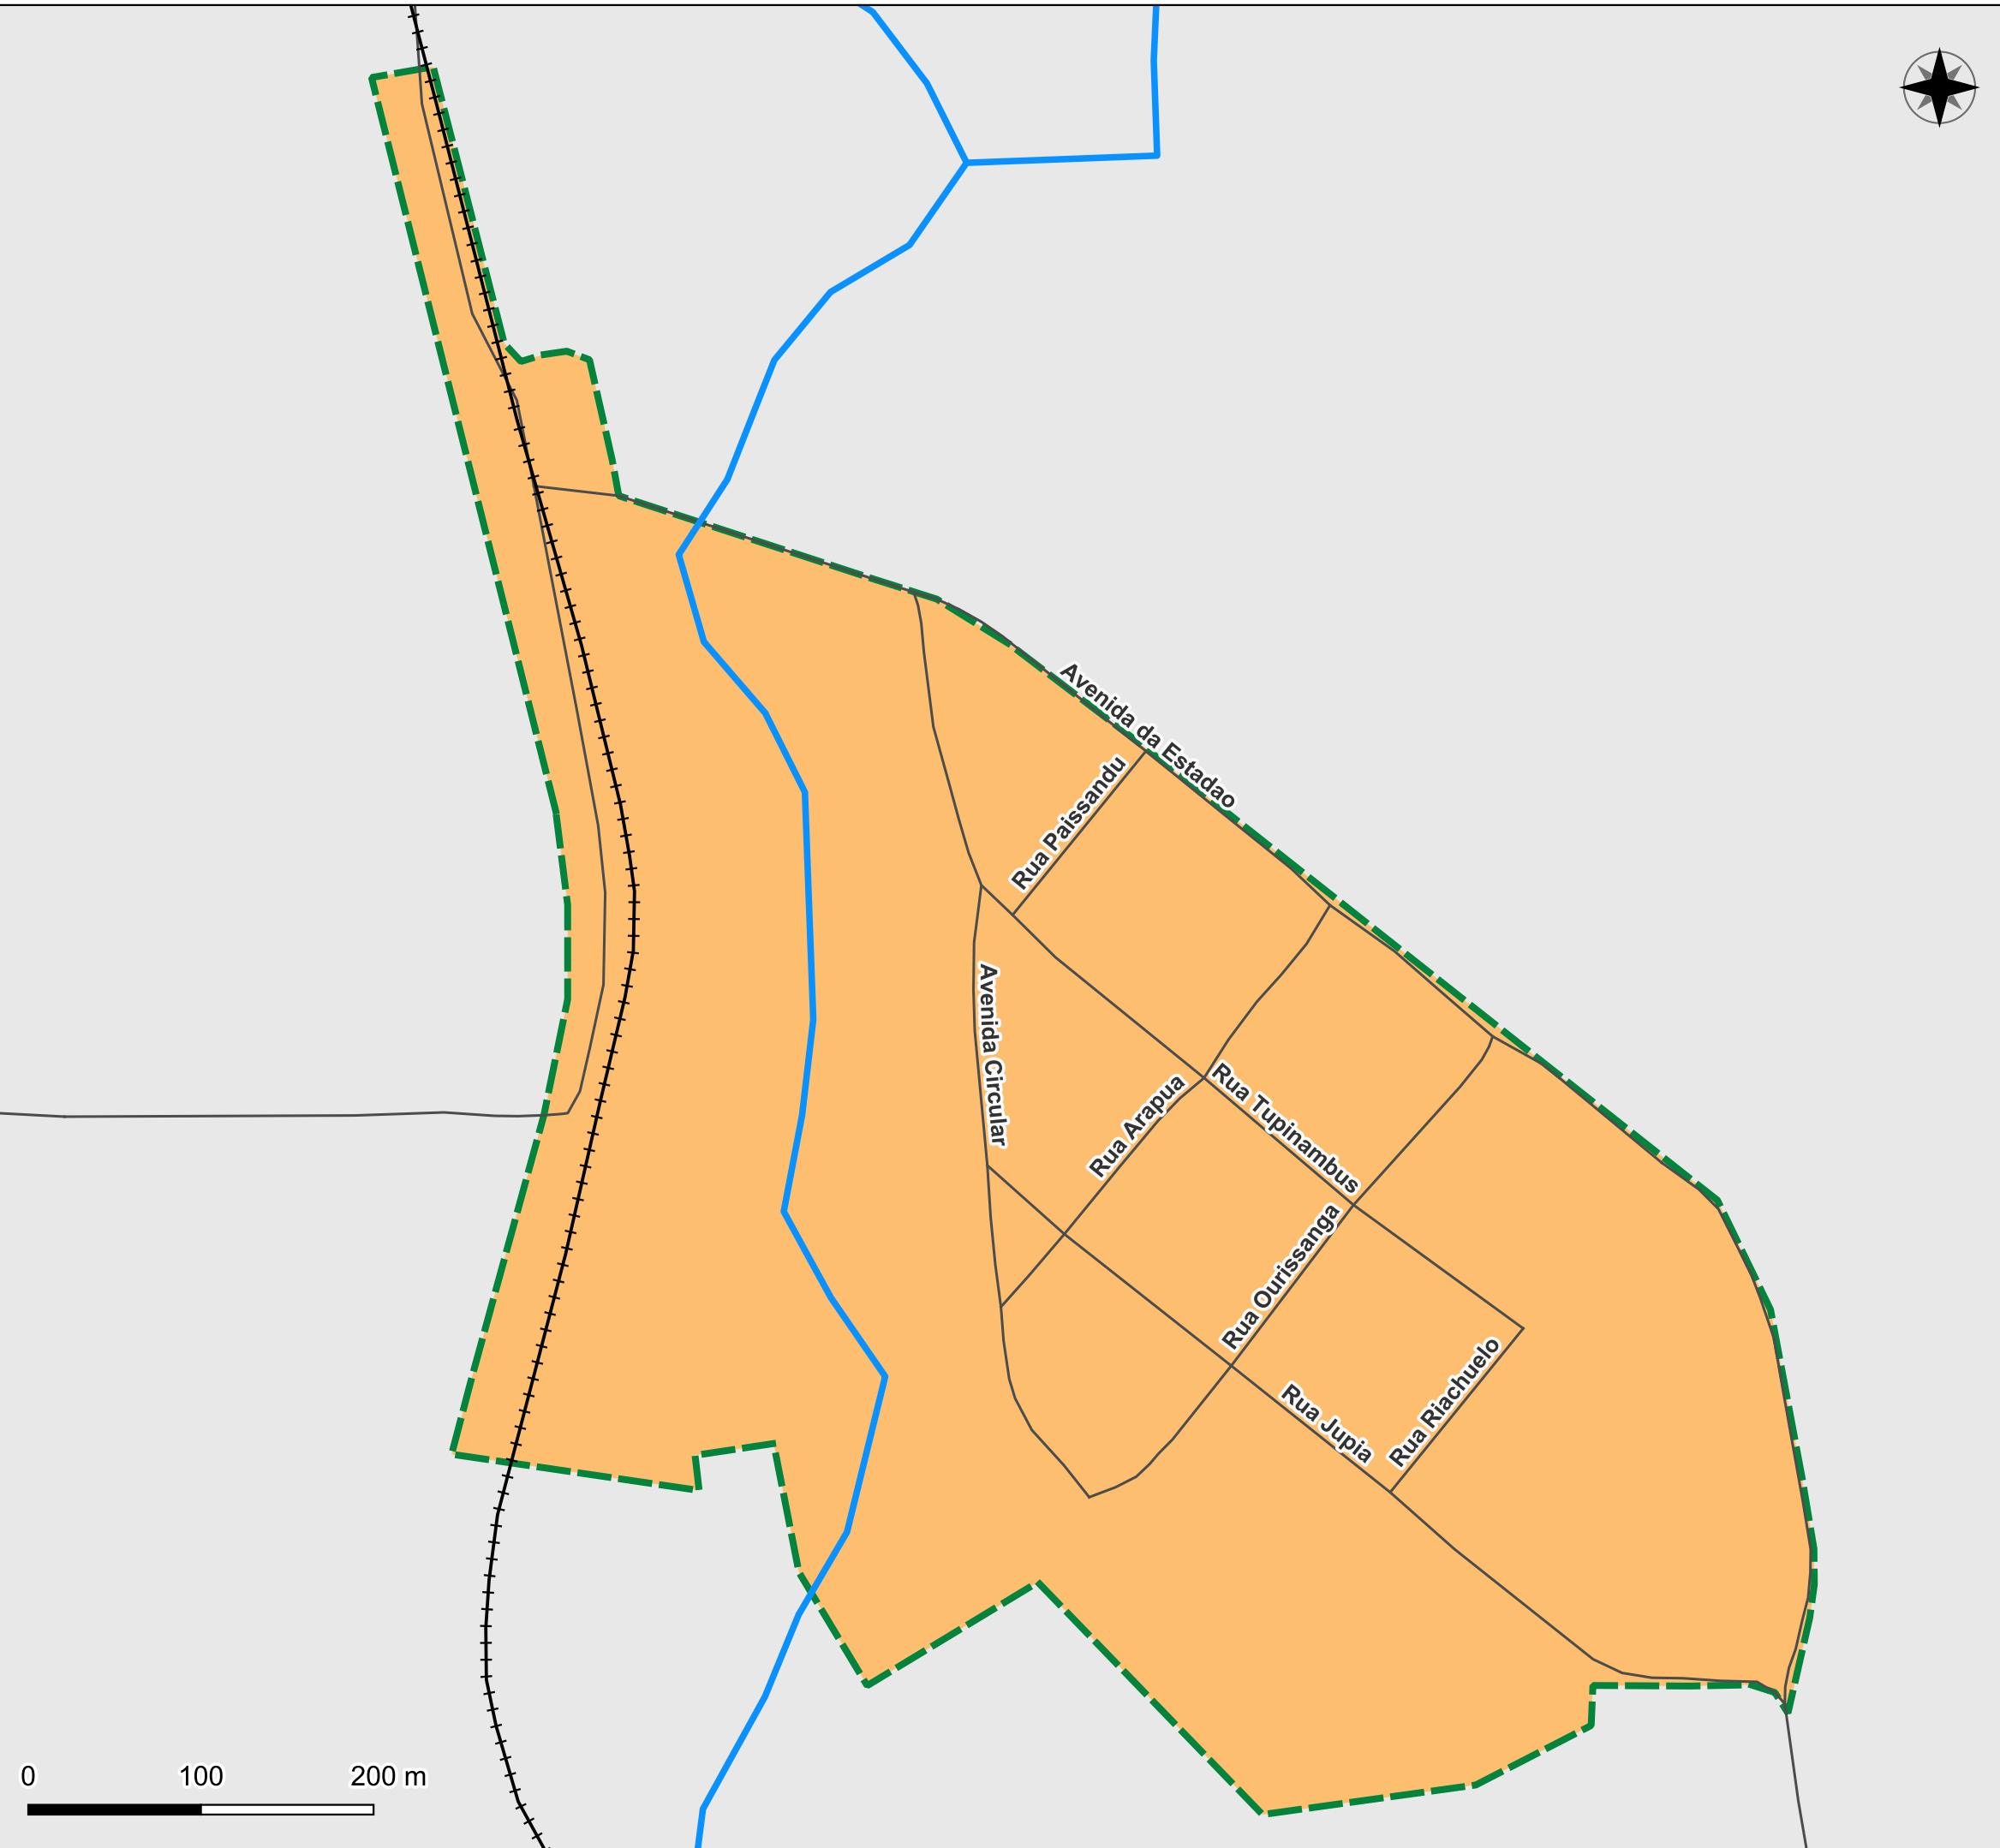 Avenida da Estadao
Rua Paissandu
Avenida Circular
Rua Arapua
Rua Tupinambus
Rua Ourissanga
Rua Riachuelo
Rua Jupia
0 100 200 m